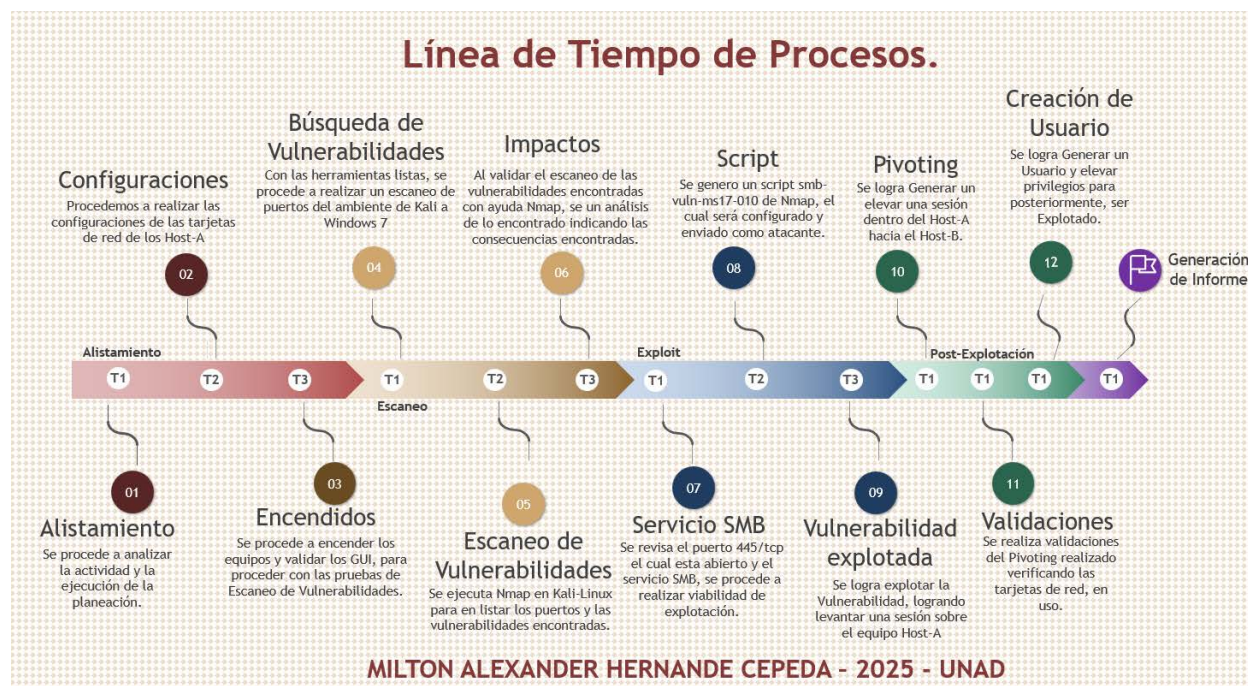 Línea de Tiempo de Procesos.
Configuraciones
Procedemos a realizar las
configuraciones de las tarjetas
de red de los Host-A
02
Búsqueda de
Vulnerabilidades
Con las herramientas listas, se
procede a realizar un escaneo de
puertos del ambiente de Kali a
Windows 7
04
Impactos
Al validar el escaneo de las
vulnerabilidades encontradas
con ayuda Nmap, se un análisis
de lo encontrado indicando las
consecuencias encontradas.
06
Script
Se genero un script smb-
vuln-ms17-010 de Nmap, el
cual será configurado y
enviado como atacante.
08
Pivoting
Se logra Generar un
elevar una sesión
dentro del Host-A
hacia el Host-B.
10
Creación de
Usuario
Se logra Generar un
Usuario y elevar
privilegios para
posteriormente, ser
Explotado.
12
Generación
de Informe
Alistamiento
Exploit
Post-Explotación
T1 T2 T3 T1 T2 T3 T1 T2 T3 T1 T1 T1 T1
Escaneo
01
Alistamiento
Se procede a analizar
la actividad y la
ejecución de la
planeación.
03
Encendidos
Se procede a encender los
equipos y validar los GUI, para
proceder con las pruebas de
Escaneo de Vulnerabilidades.
05
Escaneo de
Vulnerabilidades
Se ejecuta Nmap en Kali-Linux
para en listar los puertos y las
vulnerabilidades encontradas.
07
Servicio SMB
Se revisa el puerto 445/tcp
el cual esta abierto y el
servicio SMB, se procede a
realizar viabilidad de
explotación.
09
Vulnerabilidad
explotada
Se logra explotar la
Vulnerabilidad, logrando
levantar una sesión sobre
el equipo Host-A
11
Validaciones
Se realiza validaciones
del Pivoting realizado
verificando las
tarjetas de red, en
uso.
MILTON ALEXANDER HERNANDE CEPEDA – 2025 - UNAD